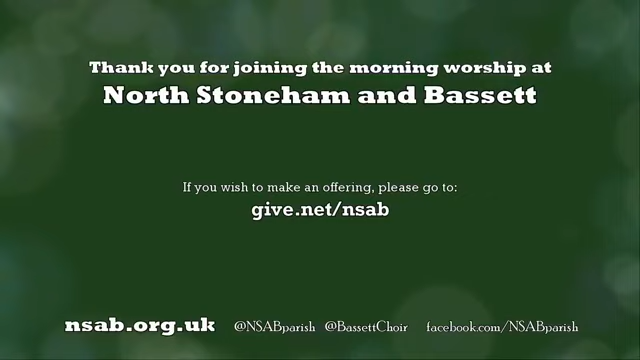 Thank you for joining the morning worship at
North Stoneham and Bassett
If you wish to make an offering, please go to:
give.net/nsab
nsab.org.uk @NSABparish @BassettChoir facebook.com/NSABparish